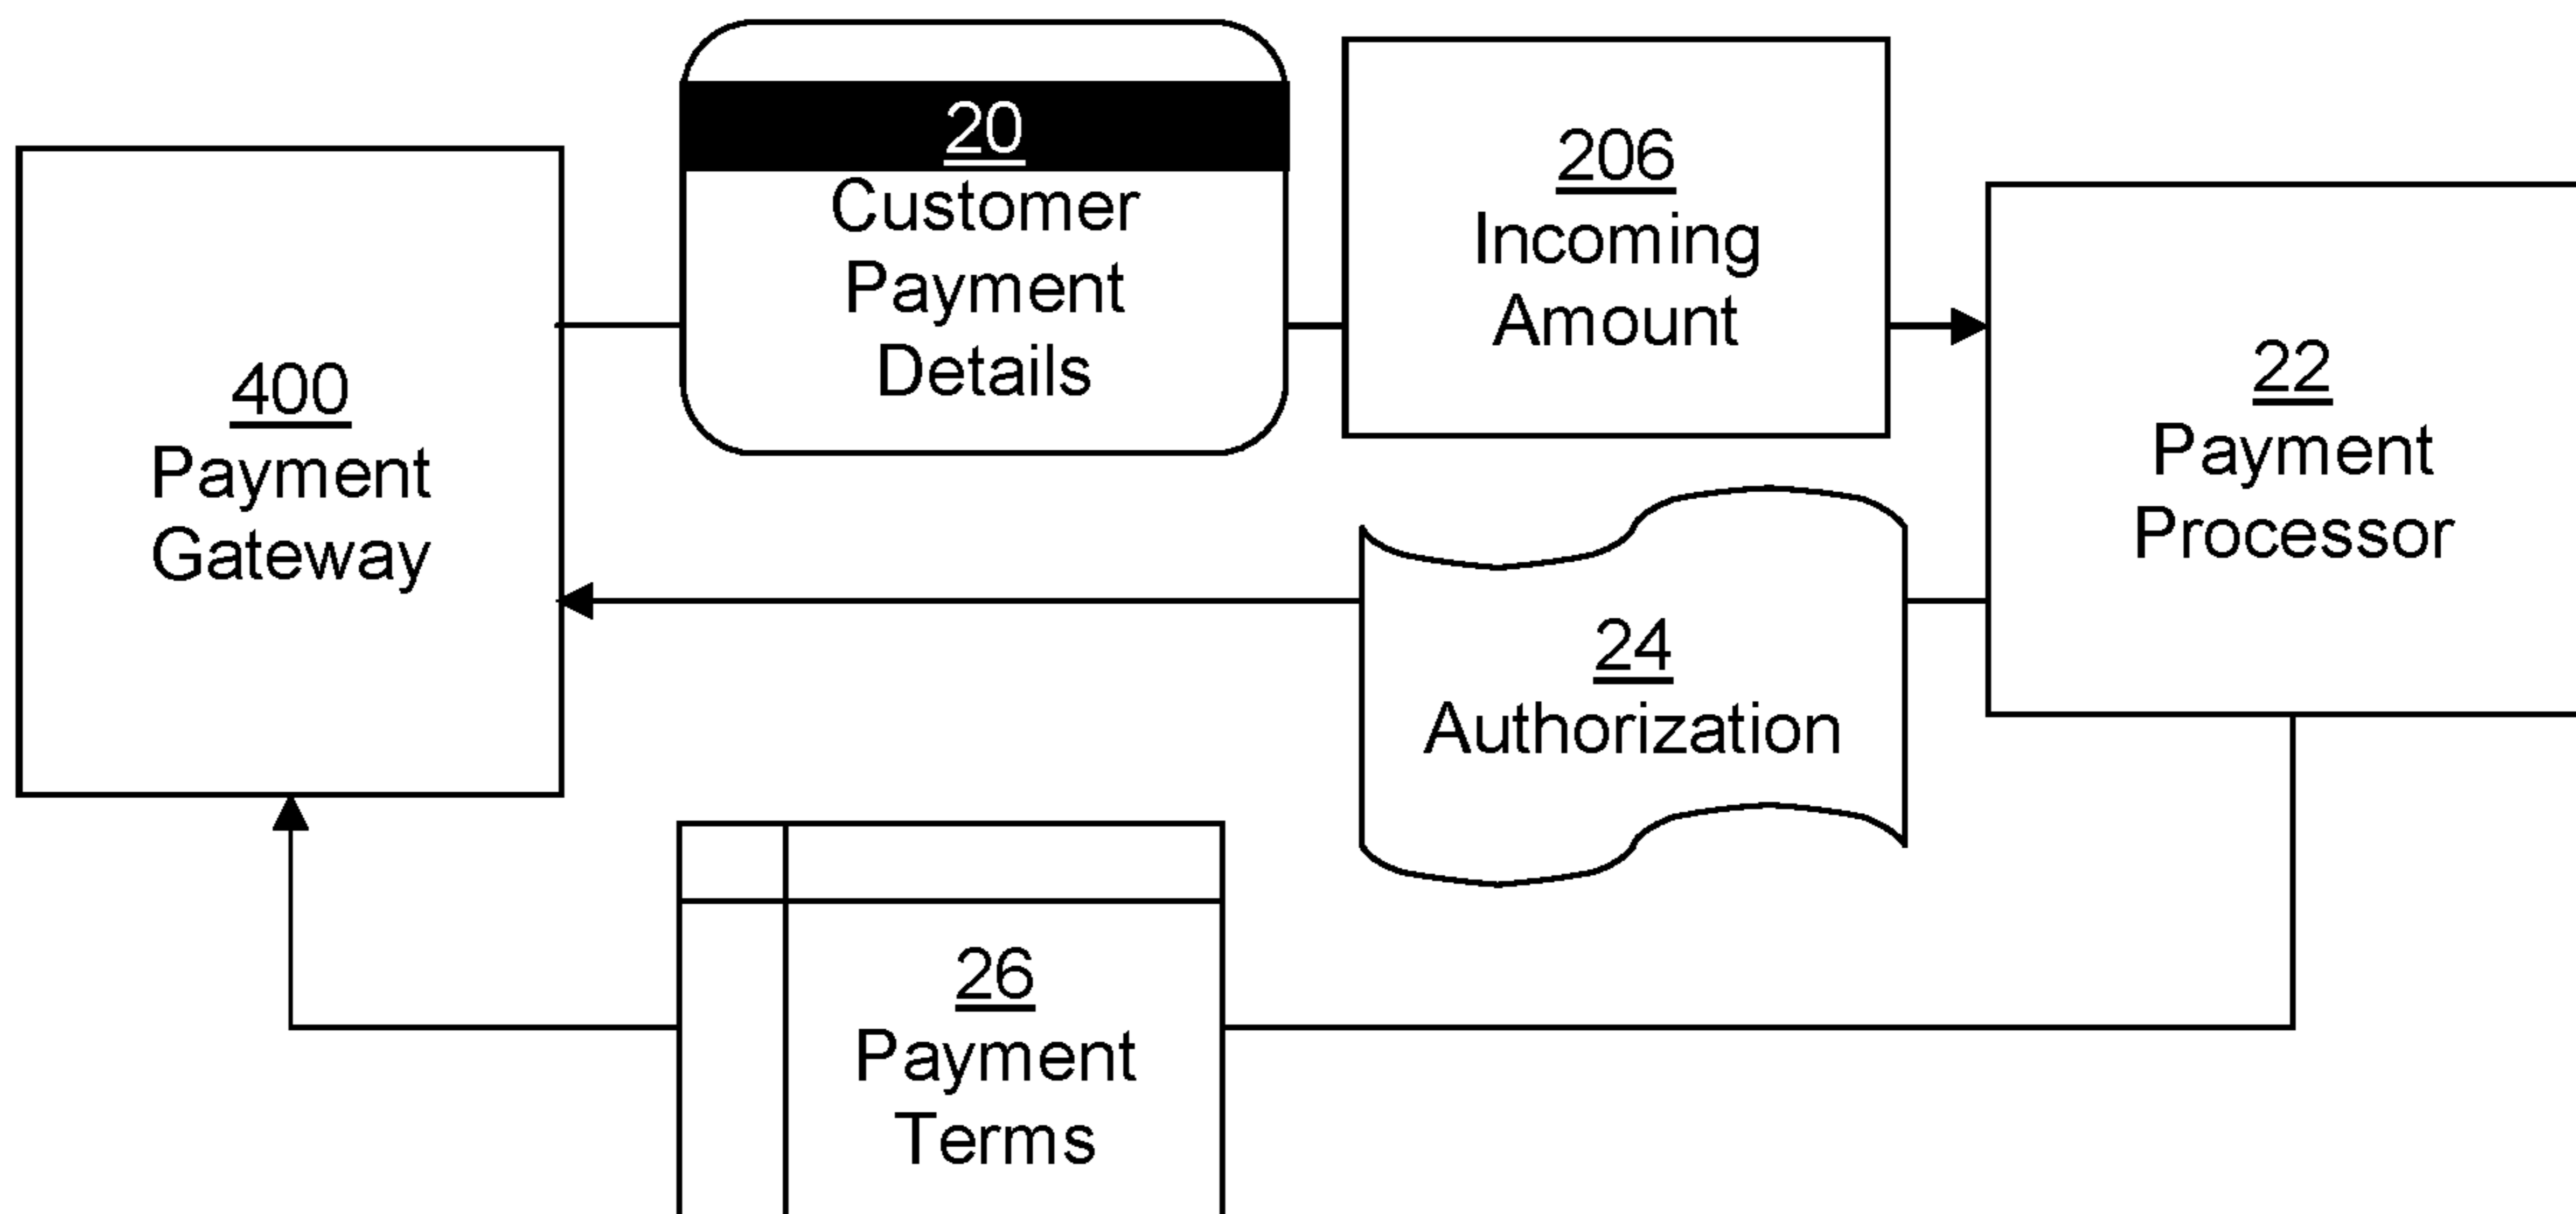 20
Customer
Payment
Details
206
Incoming
Amount
400
Payment
Gateway
22
Payment
Processor
24
Authorization
26
Payment
Terms